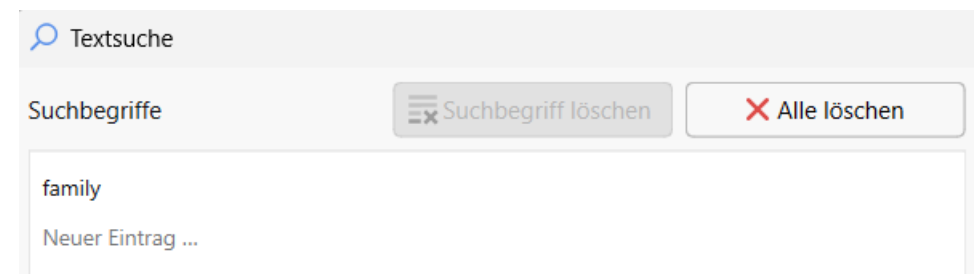 Textsuche
Suchbegriffe Suchbegriff löschen Alle löschen
family
Neuer Eintrag ...